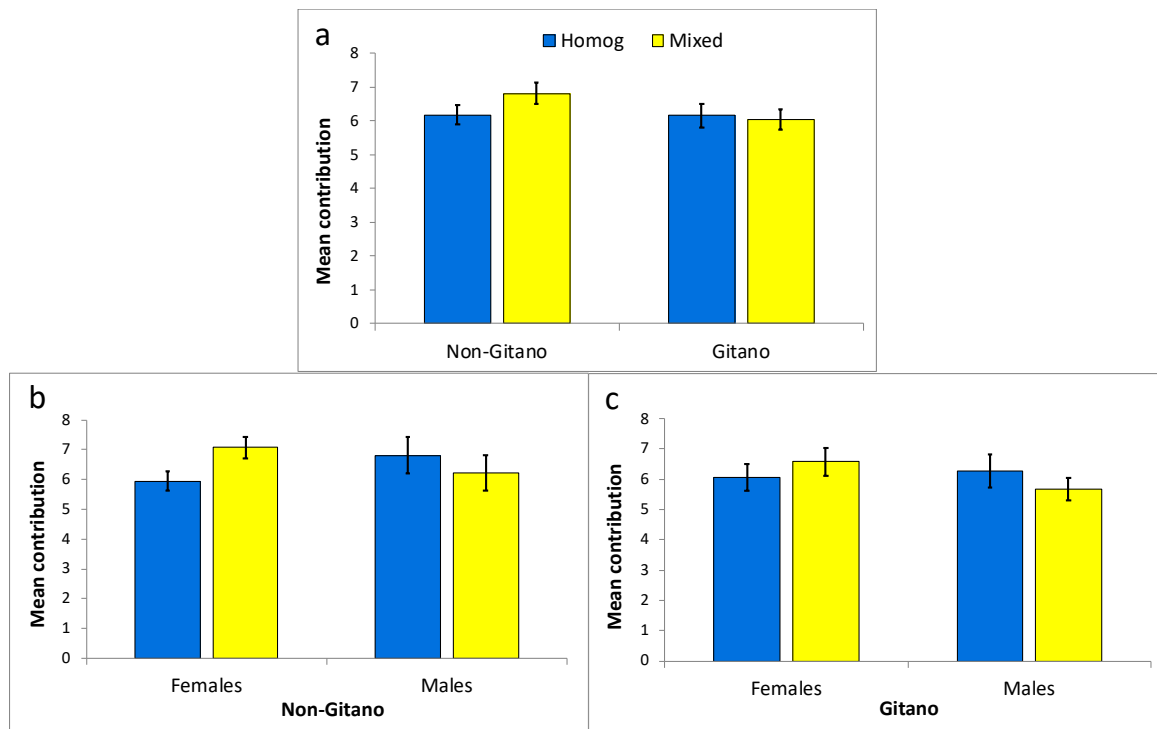 a
Homog Mixed
Mean contribution
8
7
6
5
4
3
2
1
0
Non-Gitano Gitano
b
Mean contribution
8
7
6
5
4
3
2
1
0
Females Males
Non-Gitano
c
Mean contribution
8
7
6
5
4
3
2
1
0
Females Males
Gitano